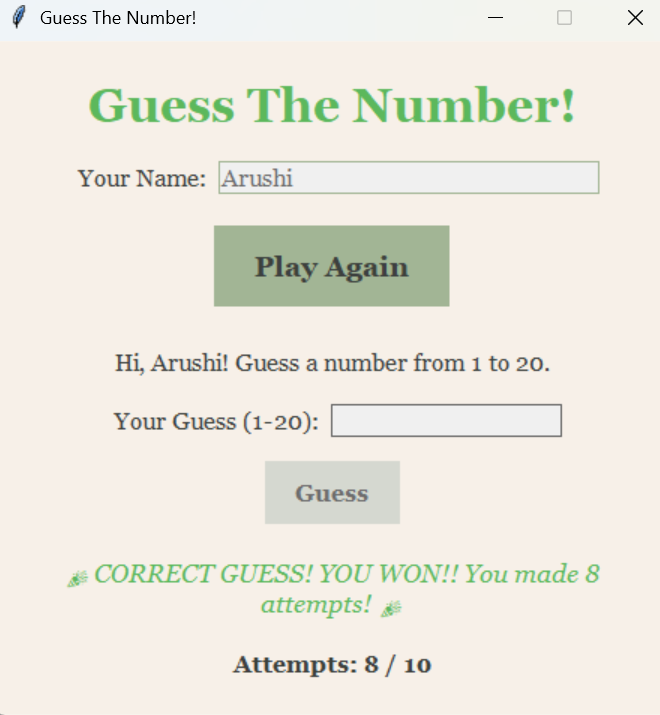 Guess The Number!
Guess The Number!
Your Name: Arushi
Play Again
Hi, Arushi! Guess a number from 1 to 20.
Your Guess (1-20):
Guess
🎉 CORRECT GUESS! YOU WON!! You made 8
attempts! 🎉
Attempts: 8 / 10